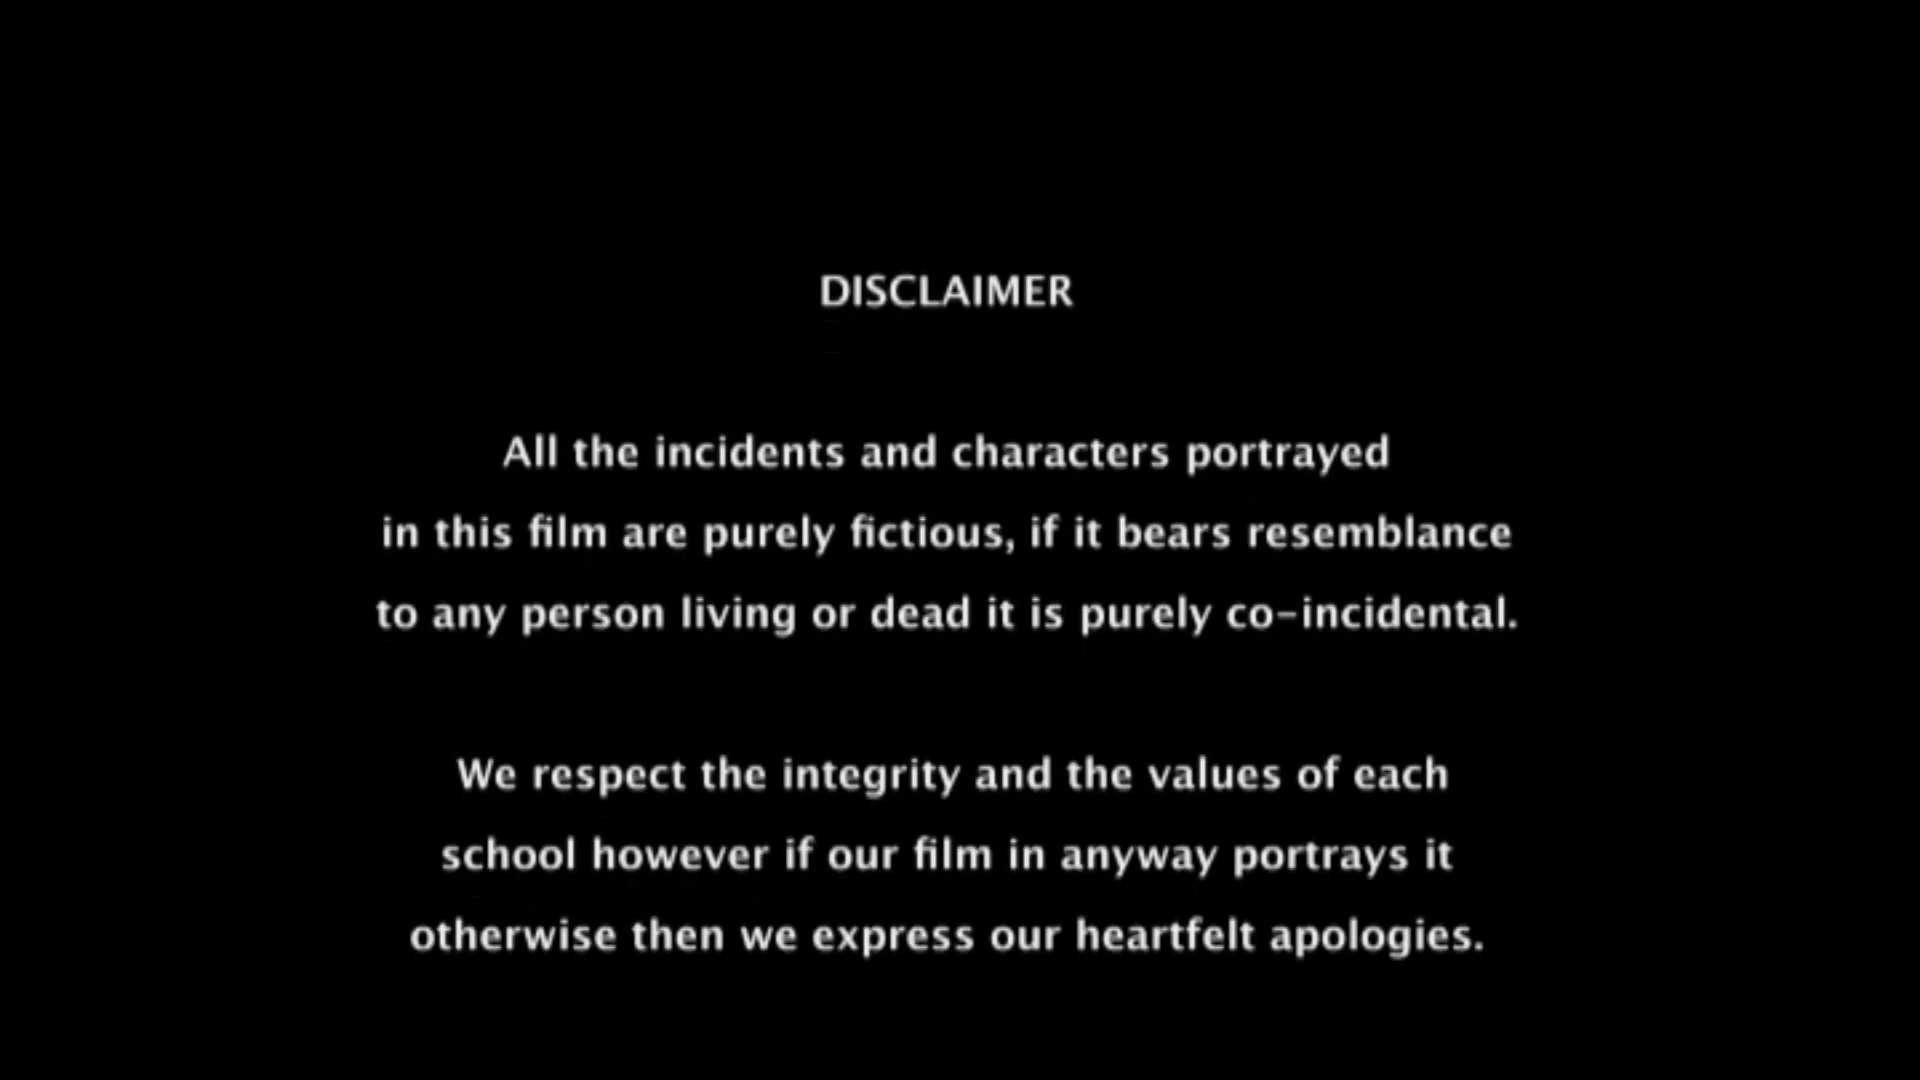 DISCLAIMER
All the incidents and characters portrayed
in this film are purely fictious, if it bears resemblance
to any person living or dead it is purely co-incidental.
We respect the integrity and the values of each
school however if our film in anyway portrays it
otherwise then we express our heartfelt apologies.